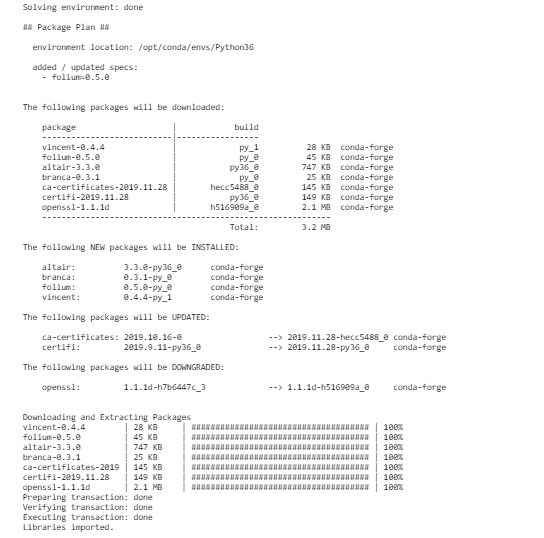 Solving environment: done
## Package Plan ##
environment location: /opt/conda/envs/Python36
added / updated specs:
- folium=0.5.0
The following packages will be downloaded:
package | build
---------------------------|-----------------
vincent-0.4.4 | py_1 28 KB conda-forge
folium-0.5.0 | py_0 45 KB conda-forge
altair-3.3.0 | py36_0 747 KB conda-forge
branca-0.3.1 | py_0 25 KB conda-forge
ca-certificates-2019.11.28 | hecc5488_0 145 KB conda-forge
certifi-2019.11.28 | py36_0 149 KB conda-forge
openssl-1.1.1d | h516909a_0 2.1 MB conda-forge
------------------------------------------------------------
Total: 3.2 MB
The following NEW packages will be INSTALLED:
altair: 3.3.0-py36_0 conda-forge
branca: 0.3.1-py_0 conda-forge
folium: 0.5.0-py_0 conda-forge
vincent: 0.4.4-py_1 conda-forge
The following packages will be UPDATED:
ca-certificates: 2019.10.16-0 --> 2019.11.28-hecc5488_0 conda-forge
certifi: 2019.9.11-py36_0 --> 2019.11.28-py36_0 conda-forge
The following packages will be DOWNGRADED:
openssl: 1.1.1d-h7b6447c_3 --> 1.1.1d-h516909a_0 conda-forge
Downloading and Extracting Packages
vincent-0.4.4 | 28 KB | ##################################### | 100%
folium-0.5.0 | 45 KB | ##################################### | 100%
altair-3.3.0 | 747 KB | ##################################### | 100%
branca-0.3.1 | 25 KB | ##################################### | 100%
ca-certificates-2019 | 145 KB | ##################################### | 100%
certifi-2019.11.28 | 149 KB | ##################################### | 100%
openssl-1.1.1d | 2.1 MB | ##################################### | 100%
Preparing transaction: done
Verifying transaction: done
Executing transaction: done
Libraries imported.